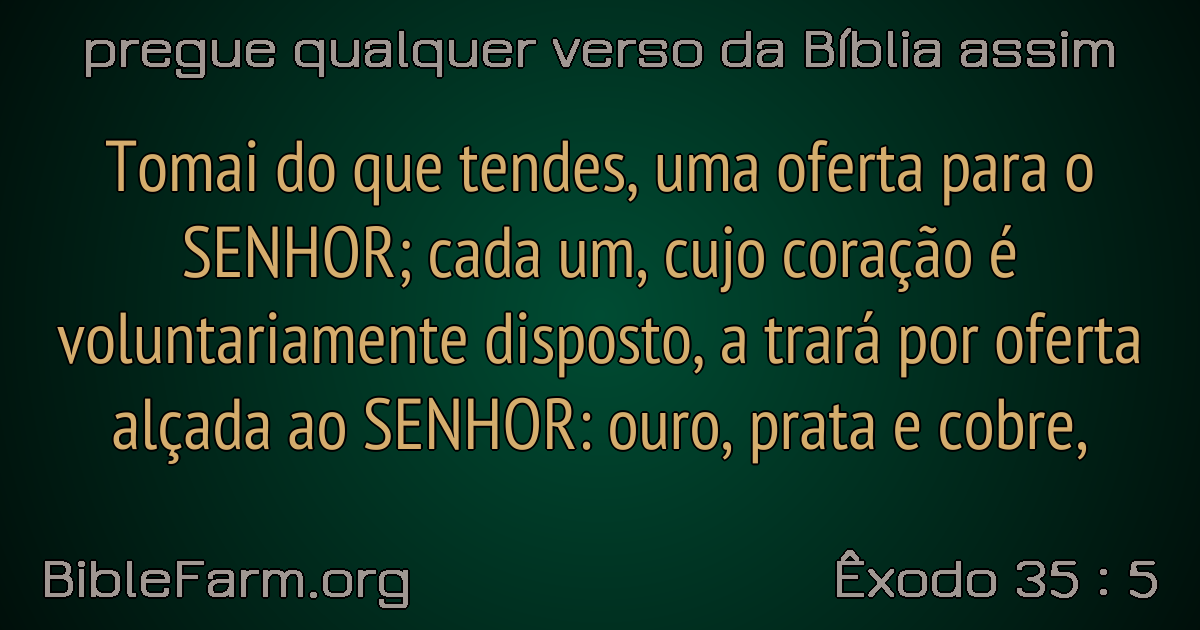 pregue qualquer verso da Bíblia assim
Tomai do que tendes, uma oferta para o
SENHOR; cada um, cujo coração é
voluntariamente disposto, a trará por oferta
alçada ao SENHOR: ouro, prata e cobre,
BibleFarm.org
Êxodo 35 : 5